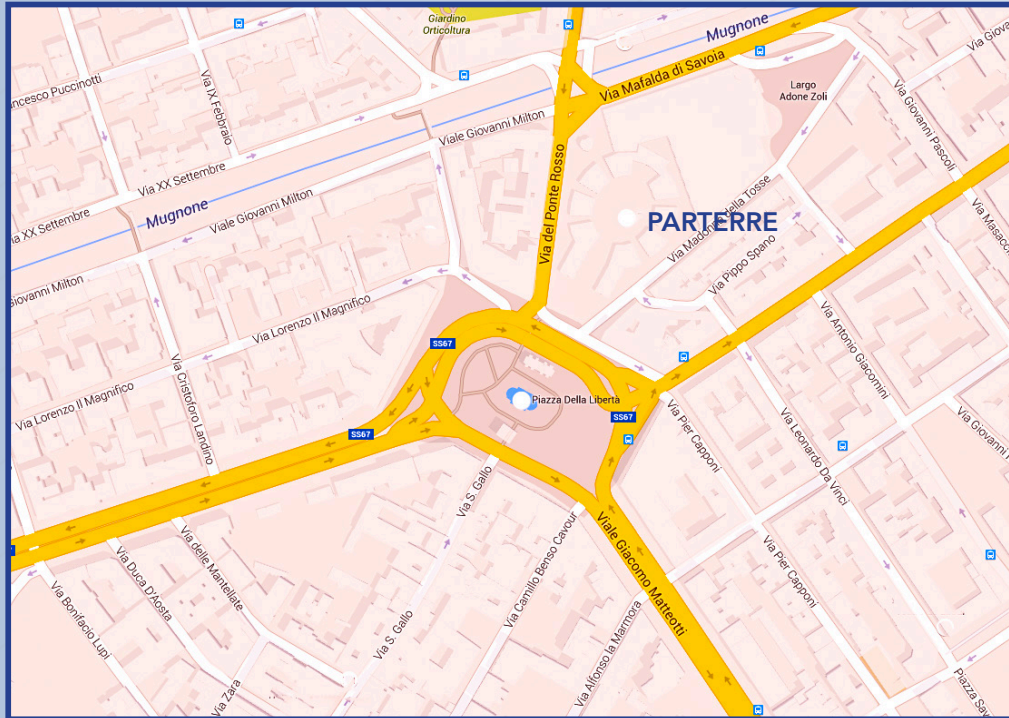 Giardino
Orticoltura
Mugnone
Via Mafalda di Savoia
Largo
Adone Zoli
Via IX Febbraio
Viale Giovanni Milton
Via Giovanni Pascoli
Via XX Settembre
Via XX Settembre
Mugnone
Viale Giovanni Milton
Giovanni Milton
Via del Ponte Rosso
PARTERRE
Via Madonna della Tosse
Via Pippo Spano
Via Lorenzo Il Magnifico
Via Lorenzo Il Magnifico
Via Cristoforo Landino
SS67
SS67
SS67
Piazza Della Libertà
Via Antonio Giacomini
Via Leonardo Da Vinci
Via Pier Capponi
Via Pier Capponi
Via S. Gallo
Via S. Gallo
Via Camillo Benso Cavour
Viale Giacomo Matteotti
Via Alfonso la Marmora
Via delle Mantellate
Via Duca D'Aosta
Via Bonifacio Lupi
Via Zara